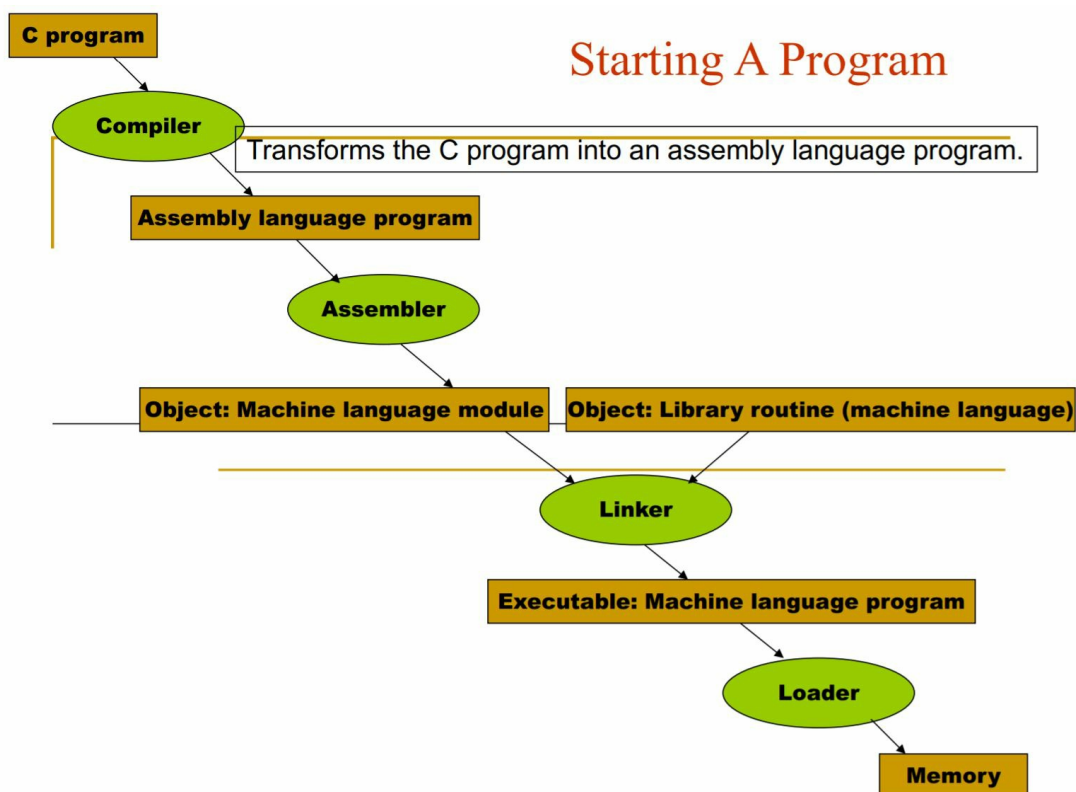 C program
Starting A Program
Compiler
Transforms the C program into an assembly language program.
Assembly language program
Assembler
Object: Machine language module
Object: Library routine (machine language)
Linker
Executable: Machine language program
Loader
Memory